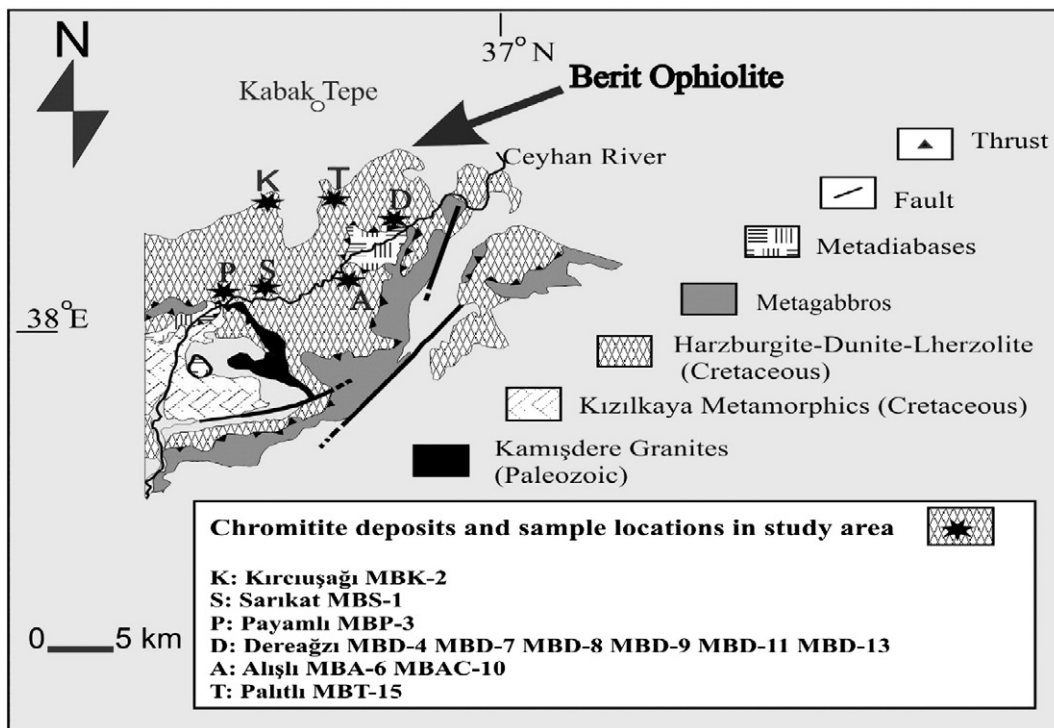 N
37° N
Kabak Tepe
Berit Ophiolite
Ceyhan River
K
T
D
P
S
A
38° E
Thrust
Fault
Metadiabases
Metagabbros
Harzburgite-Dunite-Lherzolite
(Cretaceous)
Kızılkaya Metamorphics (Cretaceous)
Kamışdere Granites
(Paleozoic)
Chromitite deposits and sample locations in study area
K: Kırcıuşağı MBK-2
S: Sarıkat MBS-1
P: Payamlı MBP-3
D: Dereağzı MBD-4 MBD-7 MBD-8 MBD-9 MBD-11 MBD-13
A: Alışlı MBA-6 MBAC-10
T: Palıtlı MBT-15
0 5 km